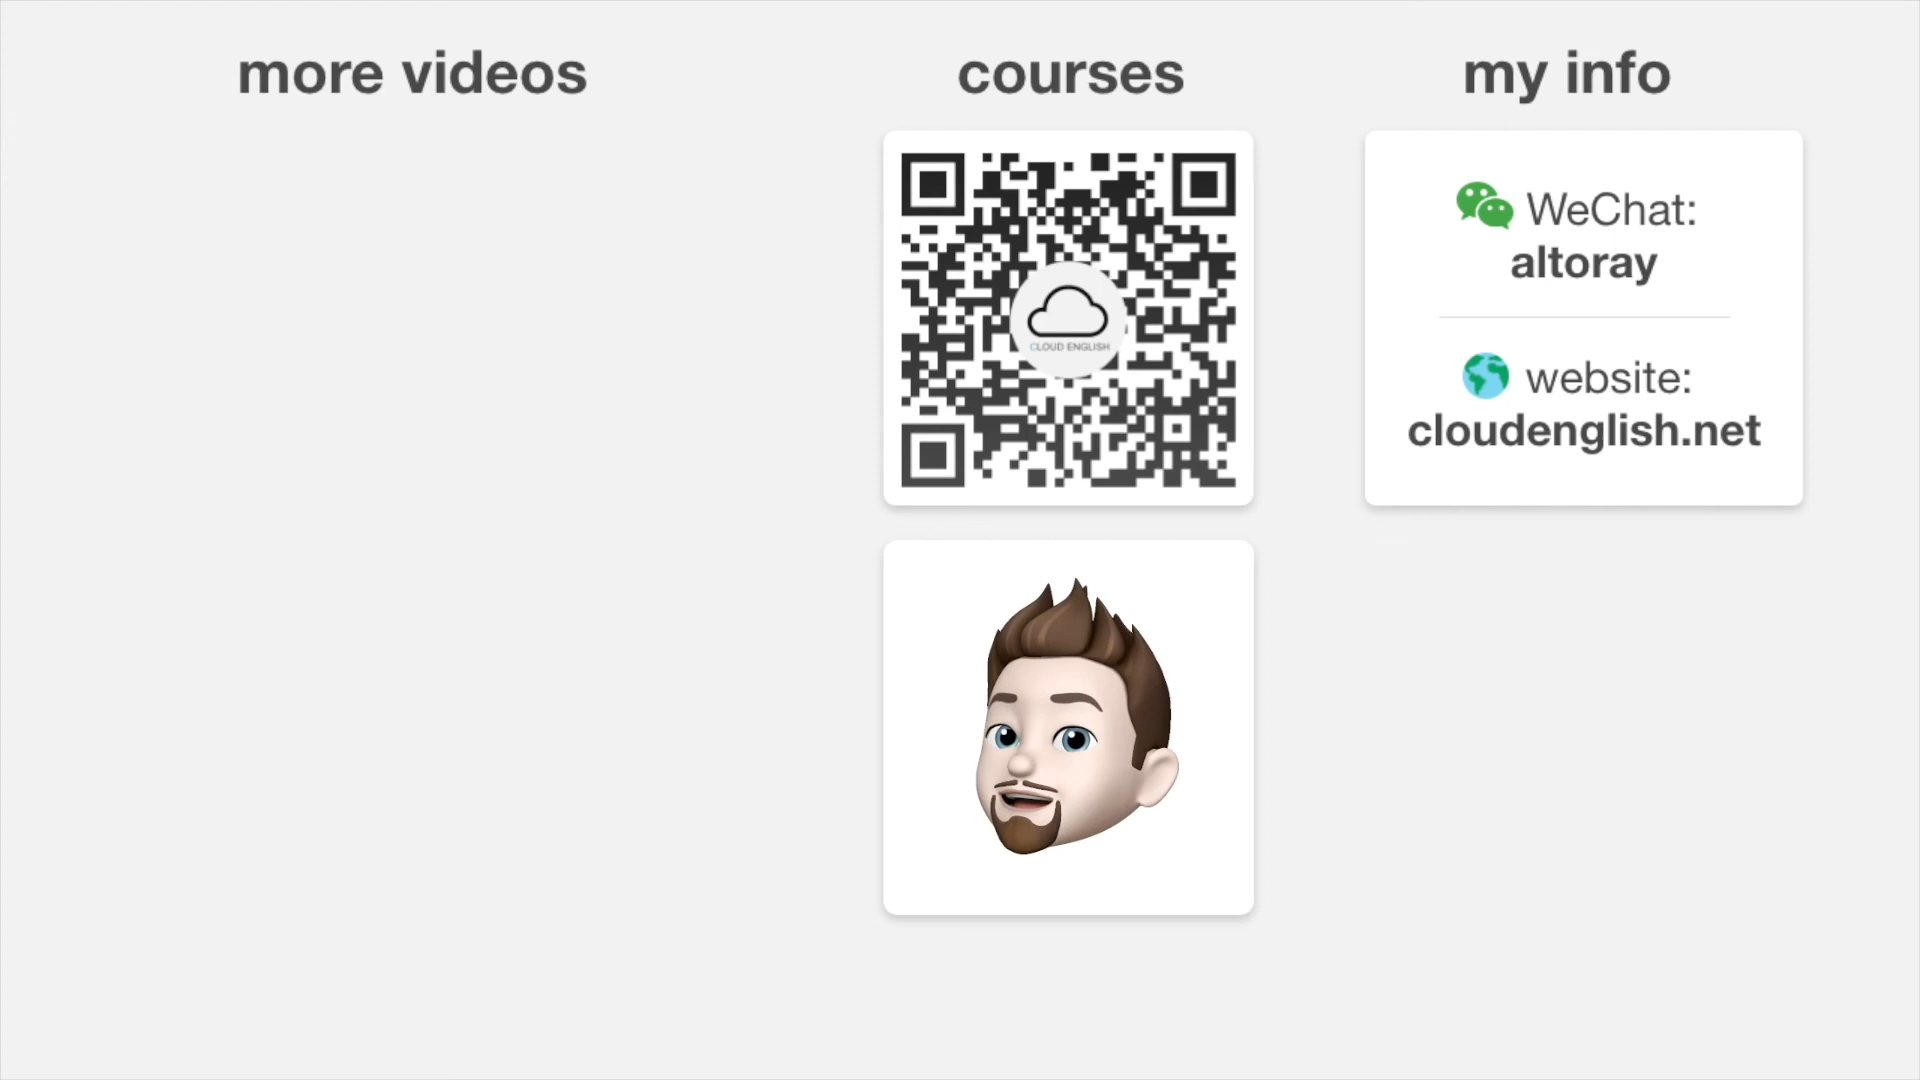 more videos
courses
CLOUD ENGLISH
my info
WeChat:
altoray
website:
cloudenglish.net